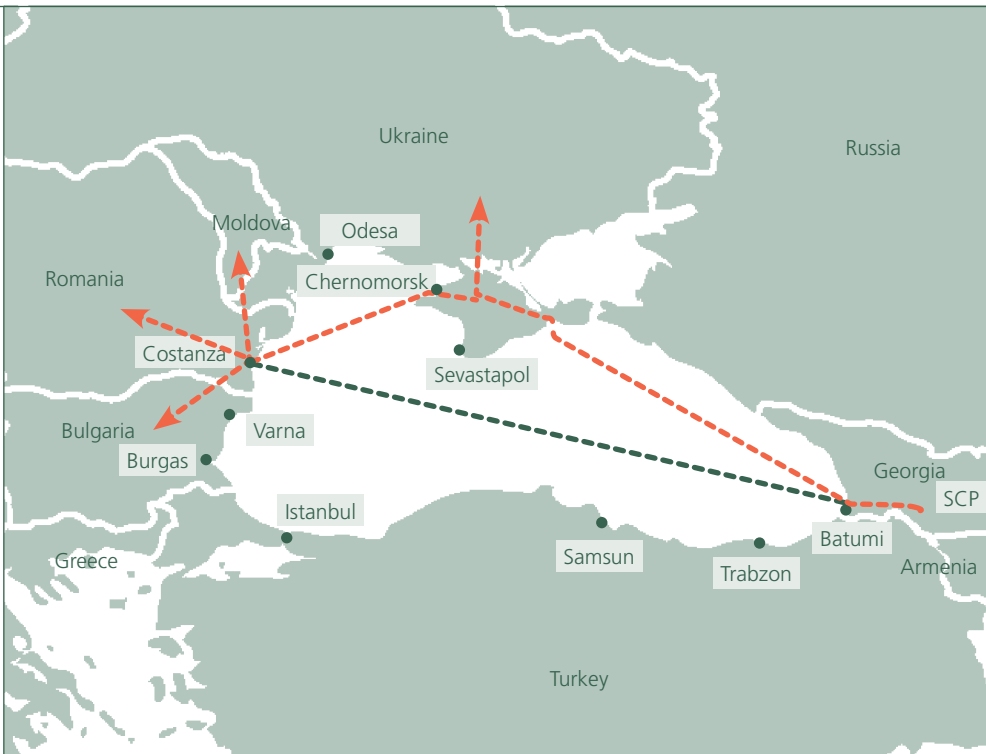 Ukraine
Russia
Moldova
Odesa
Romania
Chernomorsk
Costanza
Sevastapol
Bulgaria
Varna
Burgas
Georgia
SCP
Istanbul
Batumi
Samsun
Greece
Trabzon
Armenia
Turkey